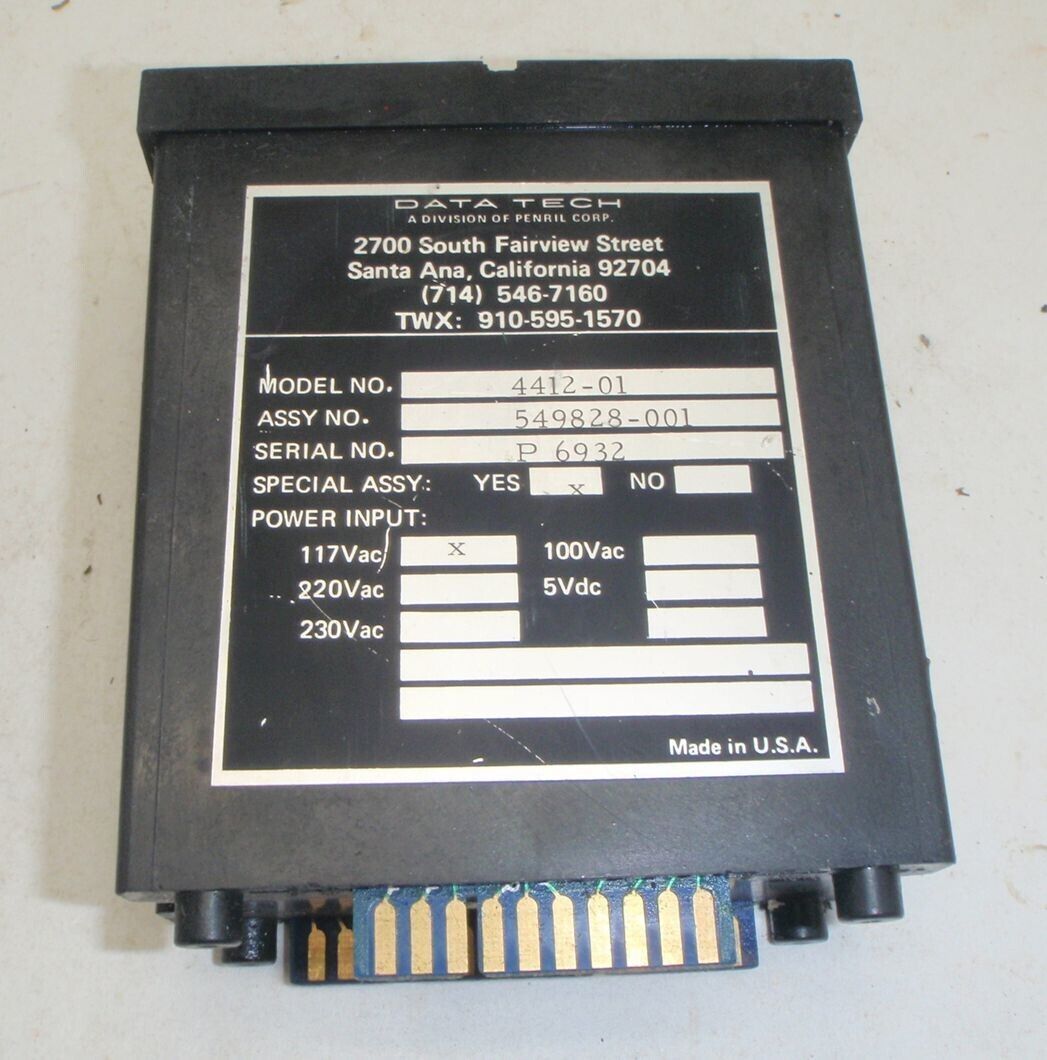 DATA TECH
A DIVISION OF PENRIL CORP.
2700 South Fairview Street
Santa Ana, California 92704
(714) 546-7160
TWX: 910-595-1570
MODEL NO. 4412-01
ASSY NO. 549828-001
SERIAL NO. P 6932
SPECIAL ASSY: YES x NO
POWER INPUT:
117Vac x 100Vac
220Vac 5Vdc
230Vac
Made in U.S.A.